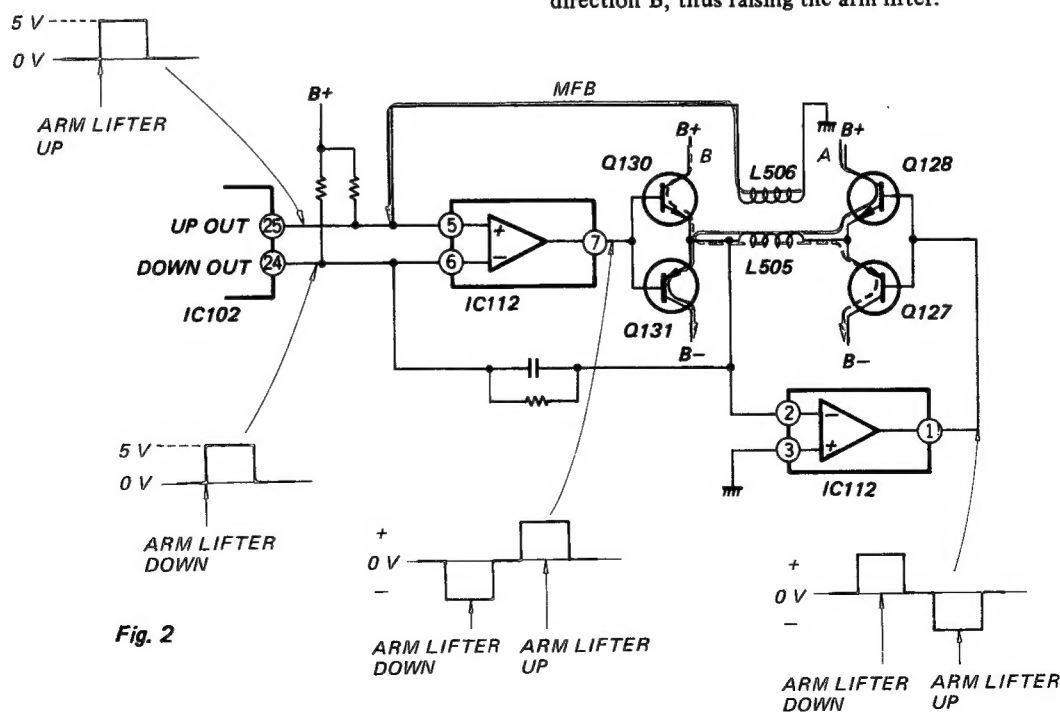 direction B, thus raising the arm lifter.
5 V
0 V
ARM LIFTER
UP
B+
MFB
B+
B
Q130
L506
B+
A
Q128
UP OUT
25
5
+
7
DOWN OUT
24
6
−
L505
IC102
IC112
Q131
Q127
B−
B−
2
−
1
3
+
IC112
5 V
0 V
ARM LIFTER
DOWN
+
0 V
−
ARM LIFTER
DOWN
ARM LIFTER
UP
+
0 V
−
ARM LIFTER
DOWN
ARM LIFTER
UP
Fig. 2